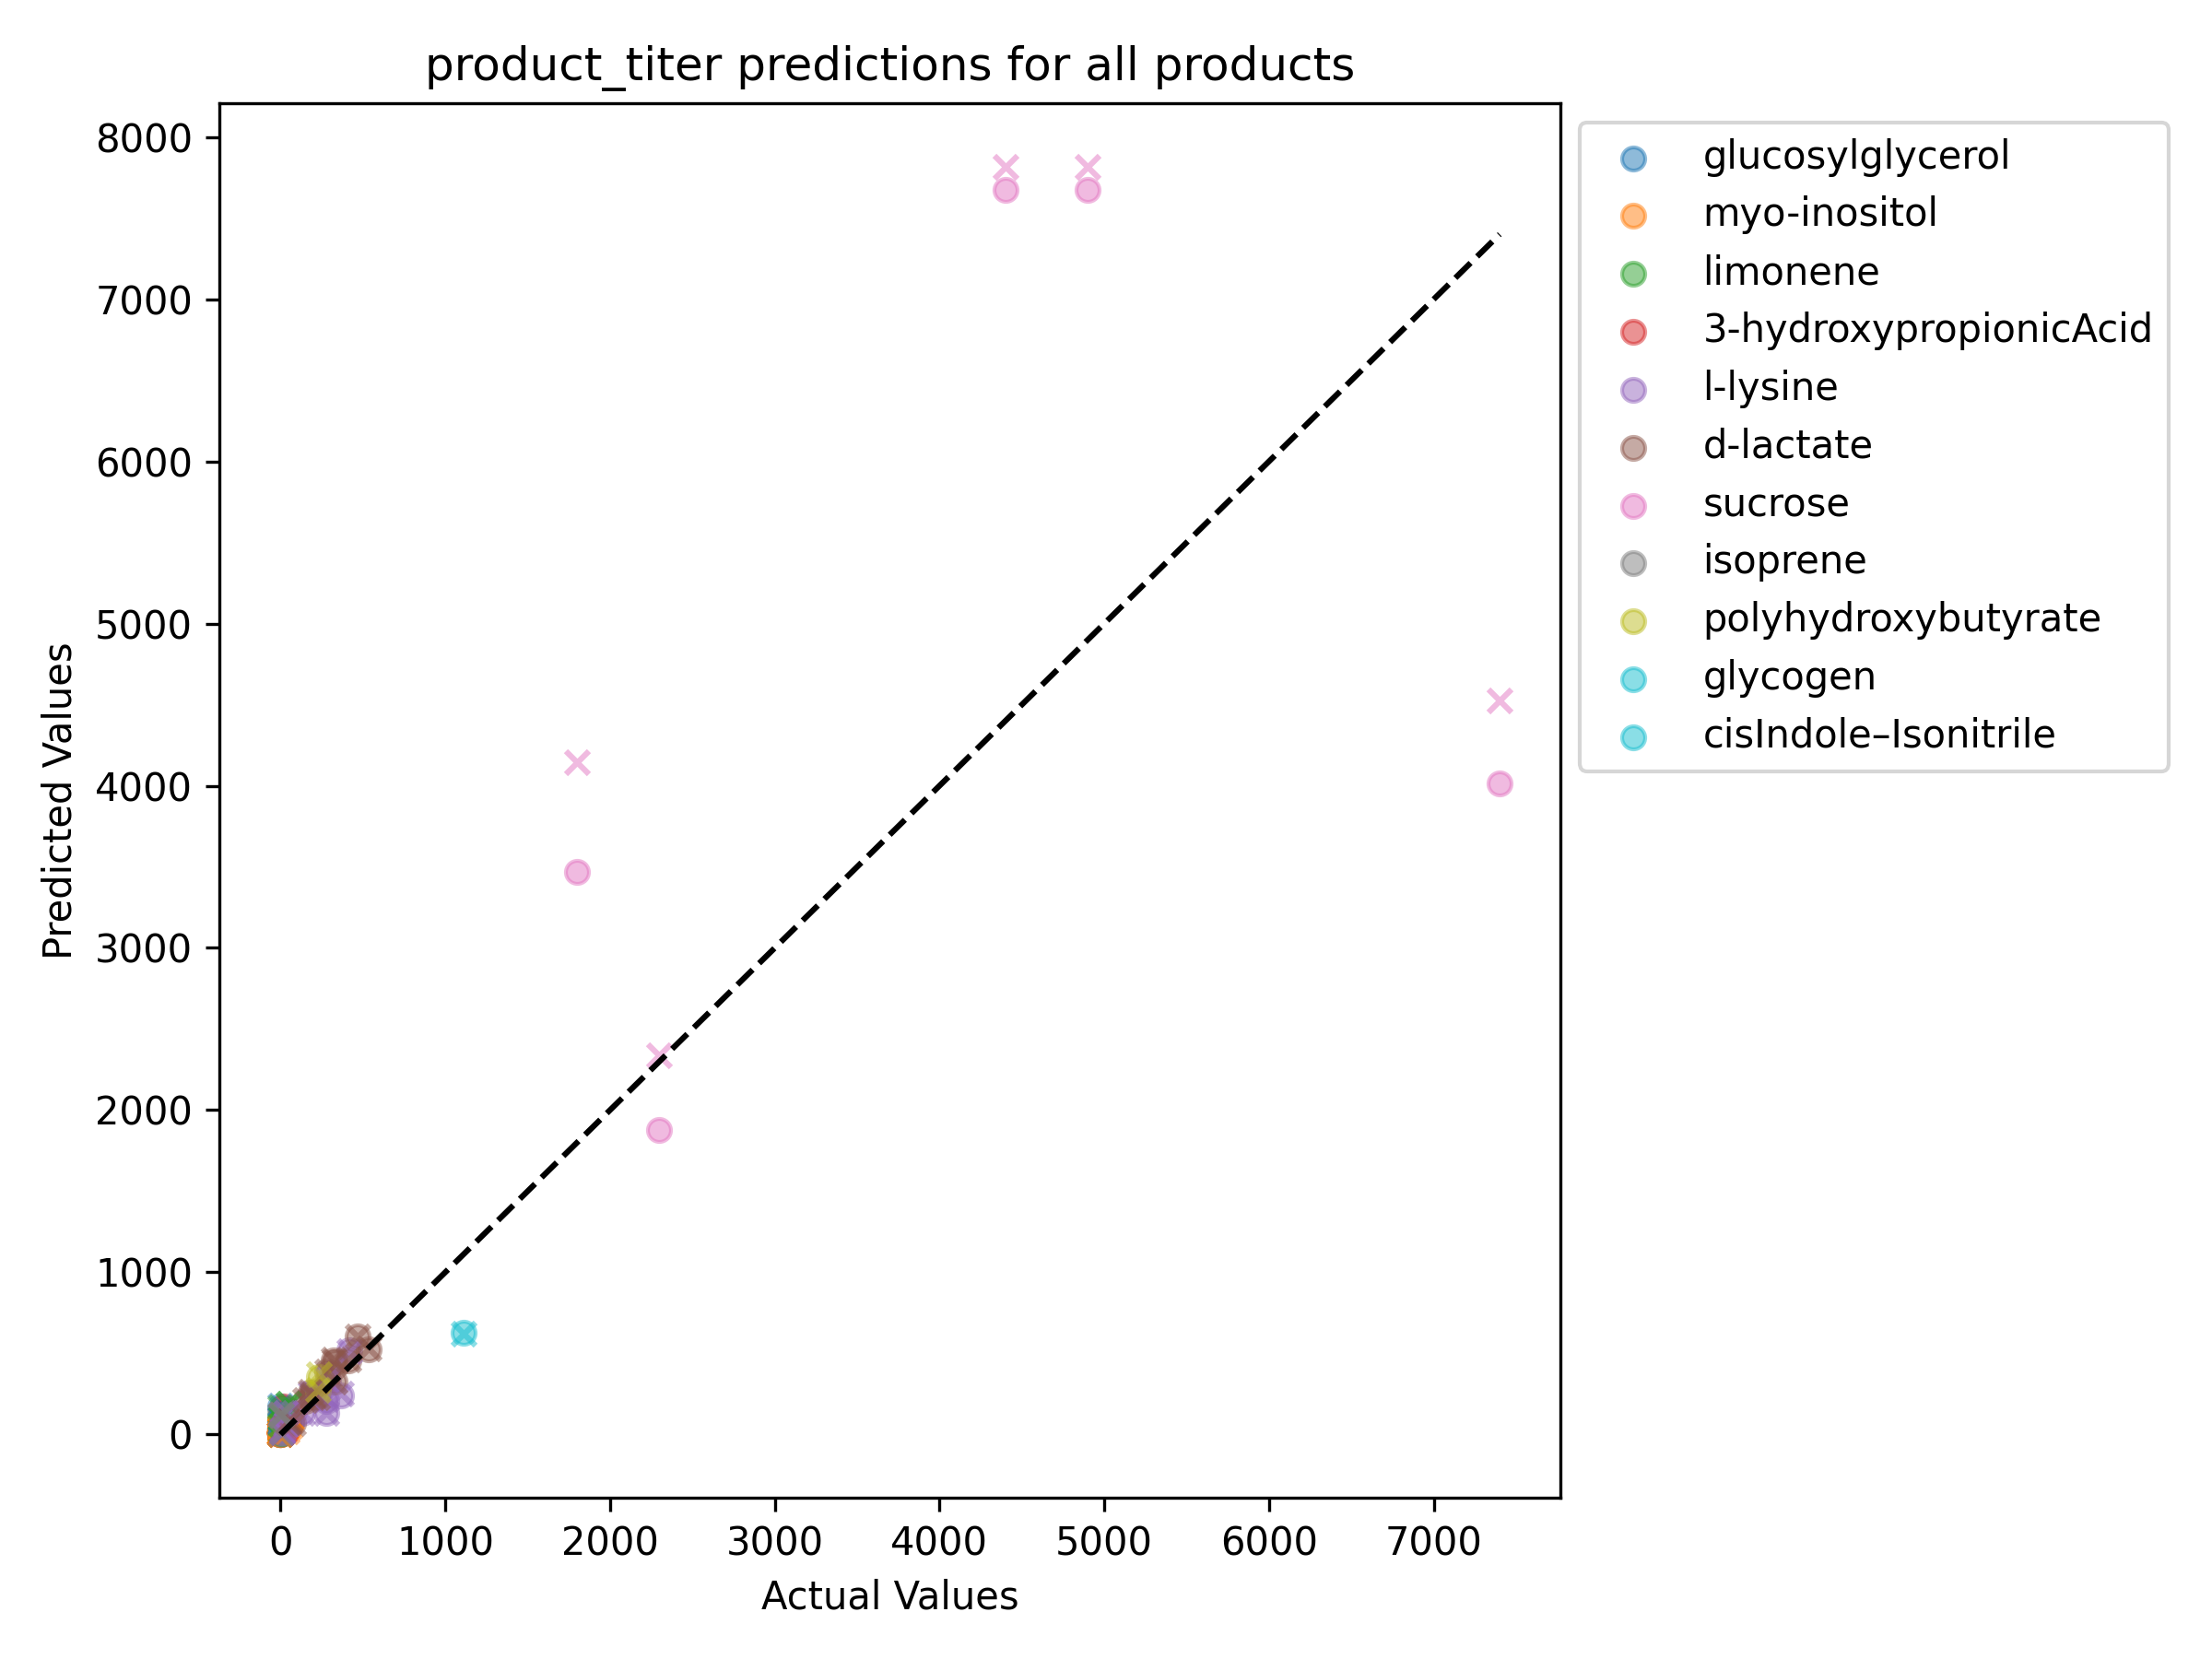 product_titer predictions for all products
8000
7000
6000
5000
4000
3000
2000
1000
0
Predicted Values
0 1000 2000 3000 4000 5000 6000 7000
Actual Values
glucosylglycerol
myo-inositol
limonene
3-hydroxypropionicAcid
l-lysine
d-lactate
sucrose
isoprene
polyhydroxybutyrate
glycogen
cisIndole–Isonitrile